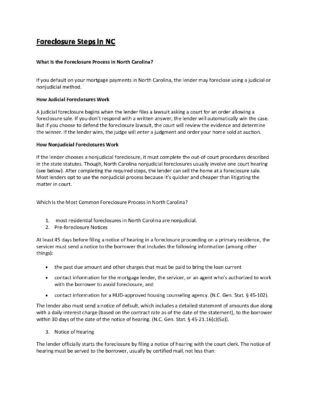 Foreclosure Steps in NC
What Is the Foreclosure Process in North Carolina?
If you default on your mortgage payments in North Carolina, the lender may foreclose using a judicial or
nonjudicial method.
How Judicial Foreclosures Work
A judicial foreclosure begins when the lender files a lawsuit asking a court for an order allowing a
foreclosure sale. If you don't respond with a written answer, the lender will automatically win the case.
But if you choose to defend the foreclosure lawsuit, the court will review the evidence and determine
the winner. If the lender wins, the judge will enter a judgment and order your home sold at auction.
How Nonjudicial Foreclosures Work
If the lender chooses a nonjudicial foreclosure, it must complete the out-of-court procedures described
in the state statutes. Though, North Carolina nonjudicial foreclosures usually involve one court hearing
(see below). After completing the required steps, the lender can sell the home at a foreclosure sale.
Most lenders opt to use the nonjudicial process because it's quicker and cheaper than litigating the
matter in court.
Which Is the Most Common Foreclosure Process in North Carolina?
1. most residential foreclosures in North Carolina are nonjudicial.
2. Pre-foreclosure Notices
At least 45 days before filing a notice of hearing in a foreclosure proceeding on a primary residence, the
servicer must send a notice to the borrower that includes the following information (among other
things):
• the past due amount and other charges that must be paid to bring the loan current
• contact information for the mortgage lender, the servicer, or an agent who's authorized to work
with the borrower to avoid foreclosure, and
• contact information for a HUD-approved housing counseling agency. (N.C. Gen. Stat. § 45-102).
The lender also must send a notice of default, which includes a detailed statement of amounts due along
with a daily interest charge (based on the contract rate as of the date of the statement), to the borrower
within 30 days of the date of the notice of hearing. (N.C. Gen. Stat. § 45-21.16(c)(5a)).
3. Notice of Hearing
The lender officially starts the foreclosure by filing a notice of hearing with the court clerk. The notice of
hearing must be served to the borrower, usually by certified mail, not less than: